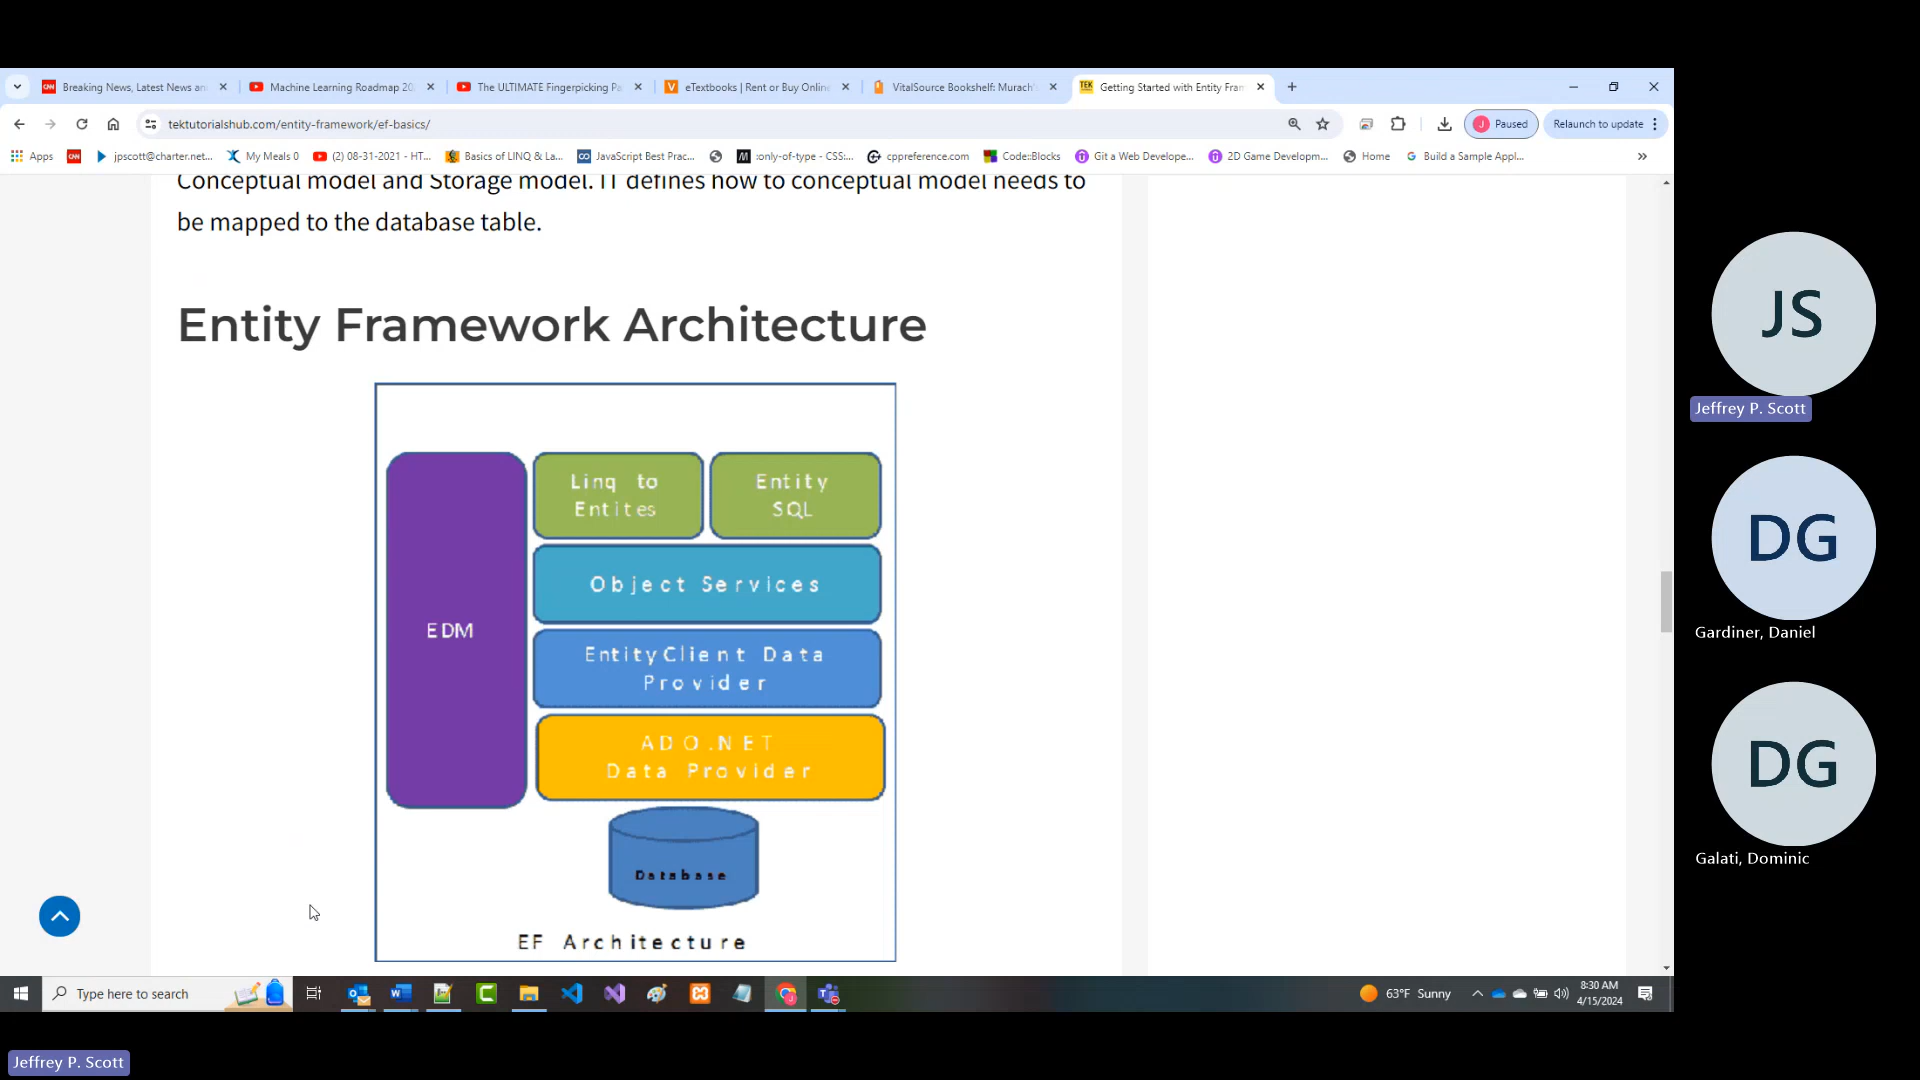 Breaking News, Latest News an
Machine Learning Roadmap 20
The ULTIMATE Fingerpicking Pa
eTextbooks | Rent or Buy Online
VitalSource Bookshelf: Murach'
TEK
Getting Started with Entity Fram
tektutorialshub.com/entity-framework/ef-basics/
J
Paused
Relaunch to update
Apps
jpscott@charter.net...
My Meals 0
(2) 08-31-2021 - HT...
Basics of LINQ & La...
JavaScript Best Prac...
:only-of-type - CSS:...
cppreference.com
Code::Blocks
Git a Web Develope...
2D Game Developm...
Home
Build a Sample Appl...
»
Conceptual model and Storage model. IT defines how to conceptual model needs to
be mapped to the database table.
Entity Framework Architecture
EDM
Linq to
Entites
Entity
SQL
Object Services
EntityClient Data
Provider
ADO.NET
Data Provider
Database
EF Architecture
JS
Jeffrey P. Scott
DG
Gardiner, Daniel
DG
Galati, Dominic
Type here to search
63°F Sunny
8:30 AM
4/15/2024
Jeffrey P. Scott